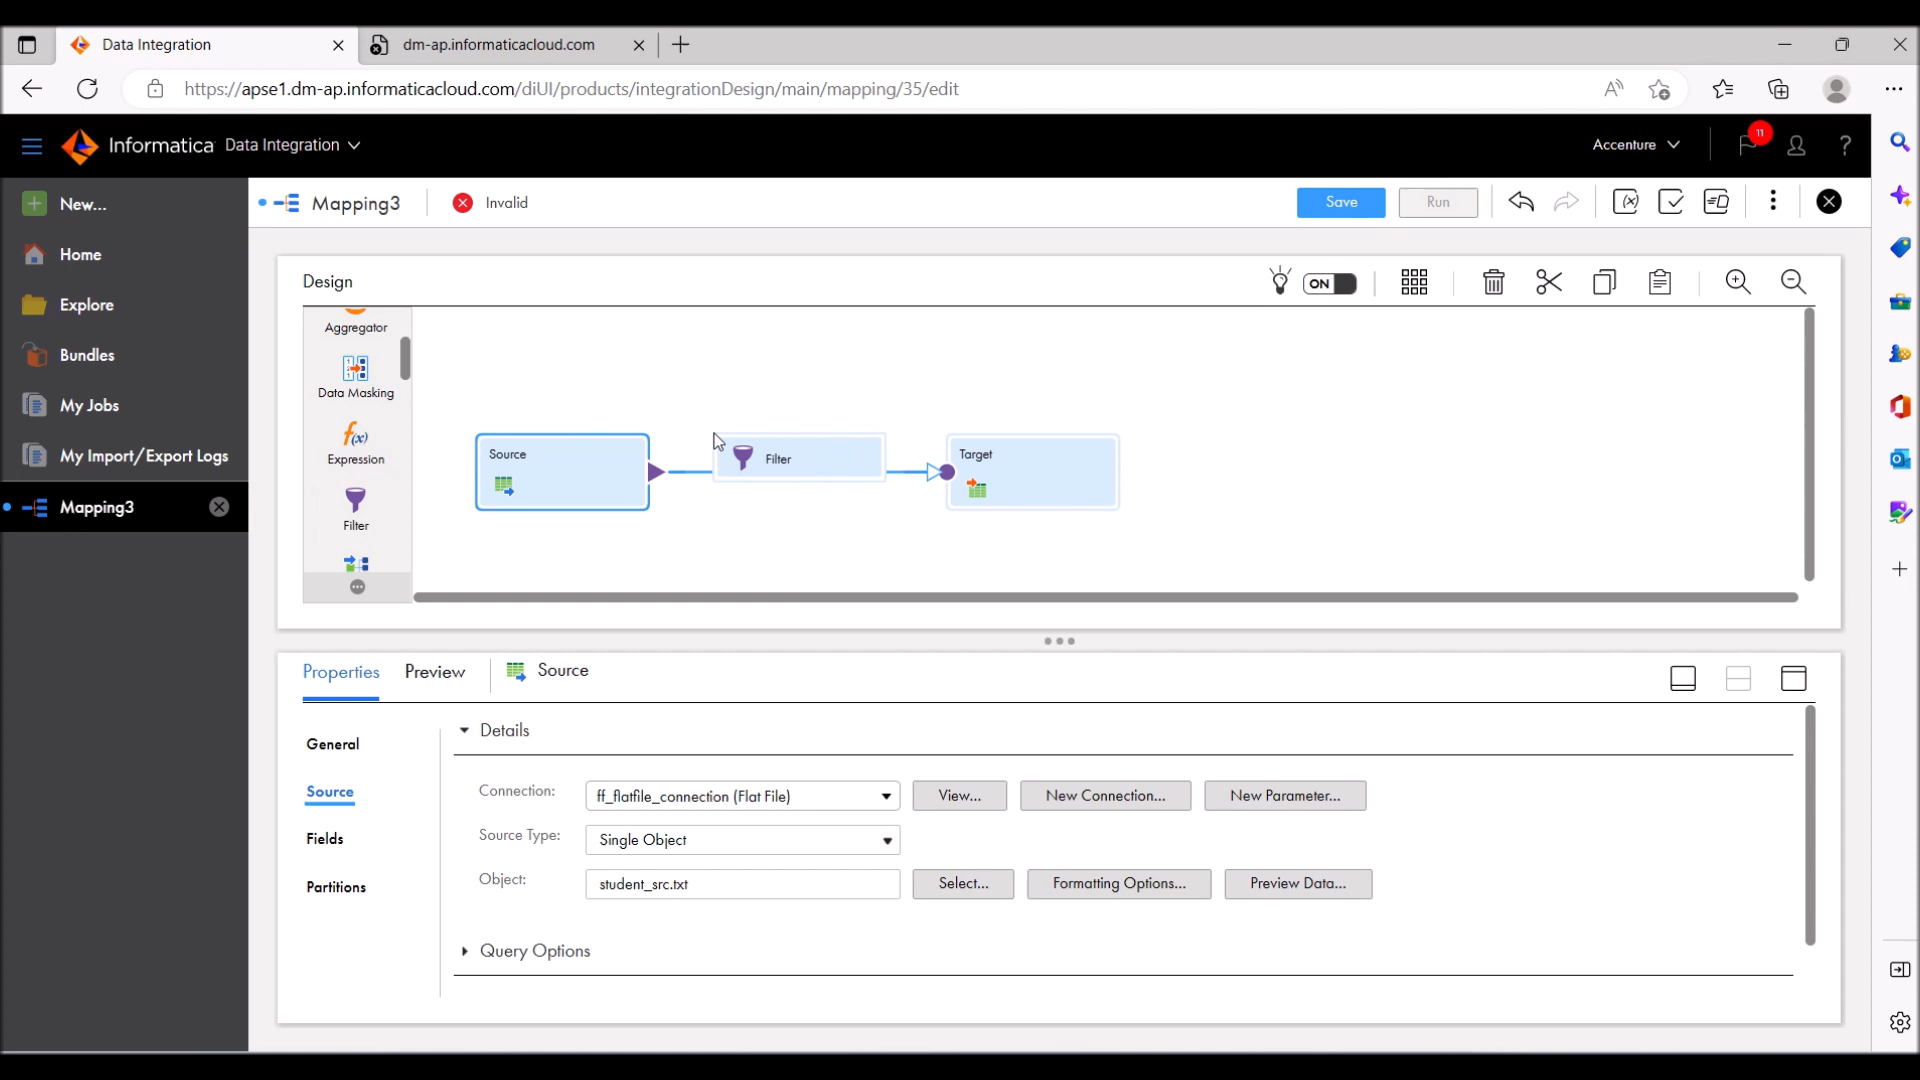 Data Integration
dm-ap.informaticacloud.com
https://apse1.dm-ap.informaticacloud.com/diUI/products/integrationDesign/main/mapping/35/edit
Informatica Data Integration
Accenture
11
?
New...
Home
Explore
Bundles
My Jobs
My Import/Export Logs
Mapping3
Mapping3
Invalid
Save
Run
Design
ON
Aggregator
Data Masking
Expression
Filter
Source
Filter
Target
Properties
Preview
Source
General
Source
Fields
Partitions
Details
Connection:
ff_flatfile_connection (Flat File)
View...
New Connection...
New Parameter...
Source Type:
Single Object
Object:
student_src.txt
Select...
Formatting Options...
Preview Data...
Query Options